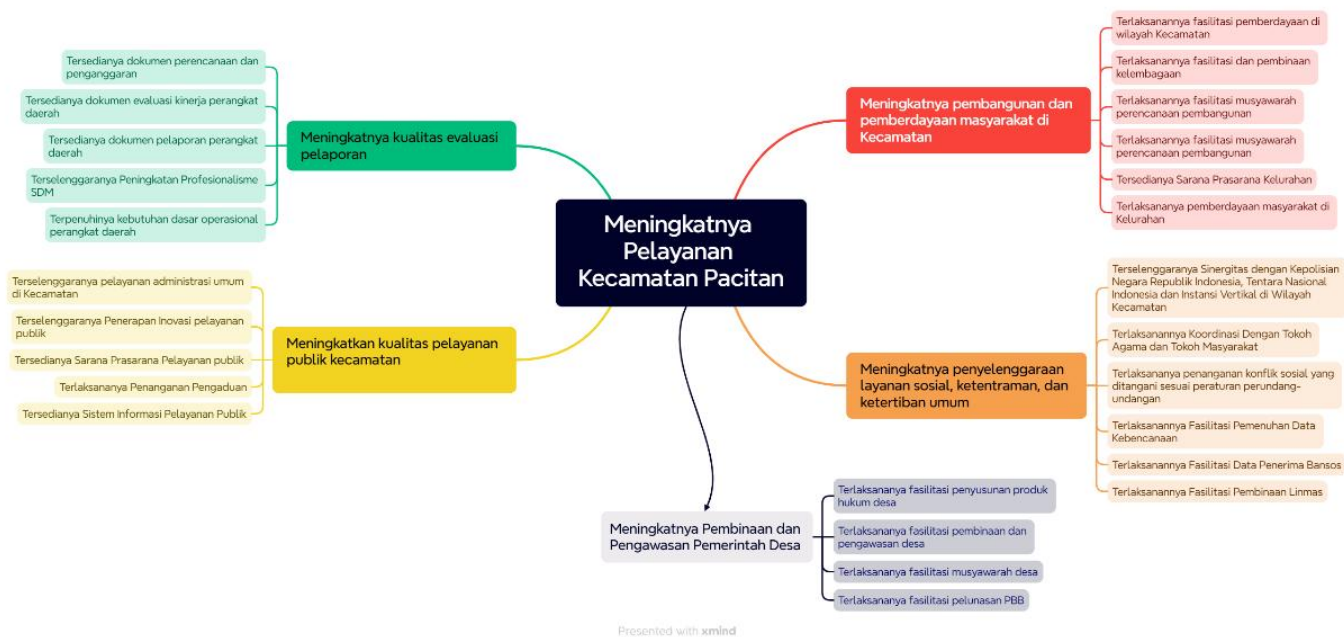 Tersedianya dokumen perencanaan dan
penganggaran
Tersedianya dokumen evaluasi kinerja perangkat
daerah
Tersedianya dokumen pelaporan perangkat
daerah
Terselenggaranya Peningkatan Profesionalisme
SDM
Terpenuhinya kebutuhan dasar operasional
perangkat daerah
Meningkatnya kualitas evaluasi
pelaporan
Terselenggaranya pelayanan administrasi umum
di Kecamatan
Terselenggaranya Penerapan Inovasi pelayanan
publik
Tersedianya Sarana Prasarana Pelayanan publik
Terlaksananya Penanganan Pengaduan
Tersedianya Sistem Informasi Pelayanan Publik
Meningkatkan kualitas pelayanan
publik kecamatan
Meningkatnya
Pelayanan
Kecamatan Pacitan
Meningkatnya pembangunan dan
pemberdayaan masyarakat di
Kecamatan
Terlaksanannya fasilitasi pemberdayaan di
wilayah Kecamatan
Terlaksanannya fasilitasi dan pembinaan
kelembagaan
Terlaksanannya fasilitasi musyawarah
perencanaan pembangunan
Terlaksanannya fasilitasi musyawarah
perencanaan pembangunan
Tersedianya Sarana Prasarana Kelurahan
Terlaksananya pemberdayaan masyarakat di
Kelurahan
Meningkatnya penyelenggaraan
layanan sosial, ketentraman, dan
ketertiban umum
Terselenggaranya Sinergitas dengan Kepolisian
Negara Republik Indonesia, Tentara Nasional
Indonesia dan Instansi Vertikal di Wilayah
Kecamatan
Terlaksanannya Koordinasi Dengan Tokoh
Agama dan Tokoh Masyarakat
Terlaksananya penanganan konflik sosial yang
ditangani sesuai peraturan perundang-
undangan
Terlaksanannya Fasilitasi Pemenuhan Data
Kebencanaan
Terlaksanannya Fasilitasi Data Penerima Bansos
Terlaksanannya Fasilitasi Pembinaan Linmas
Meningkatnya Pembinaan dan
Pengawasan Pemerintah Desa
Terlaksananya fasilitasi penyusunan produk
hukum desa
Terlaksananya fasilitasi pembinaan dan
pengawasan desa
Terlaksananya fasilitasi musyawarah desa
Terlaksananya fasilitasi pelunasan PBB
Presented with xmind